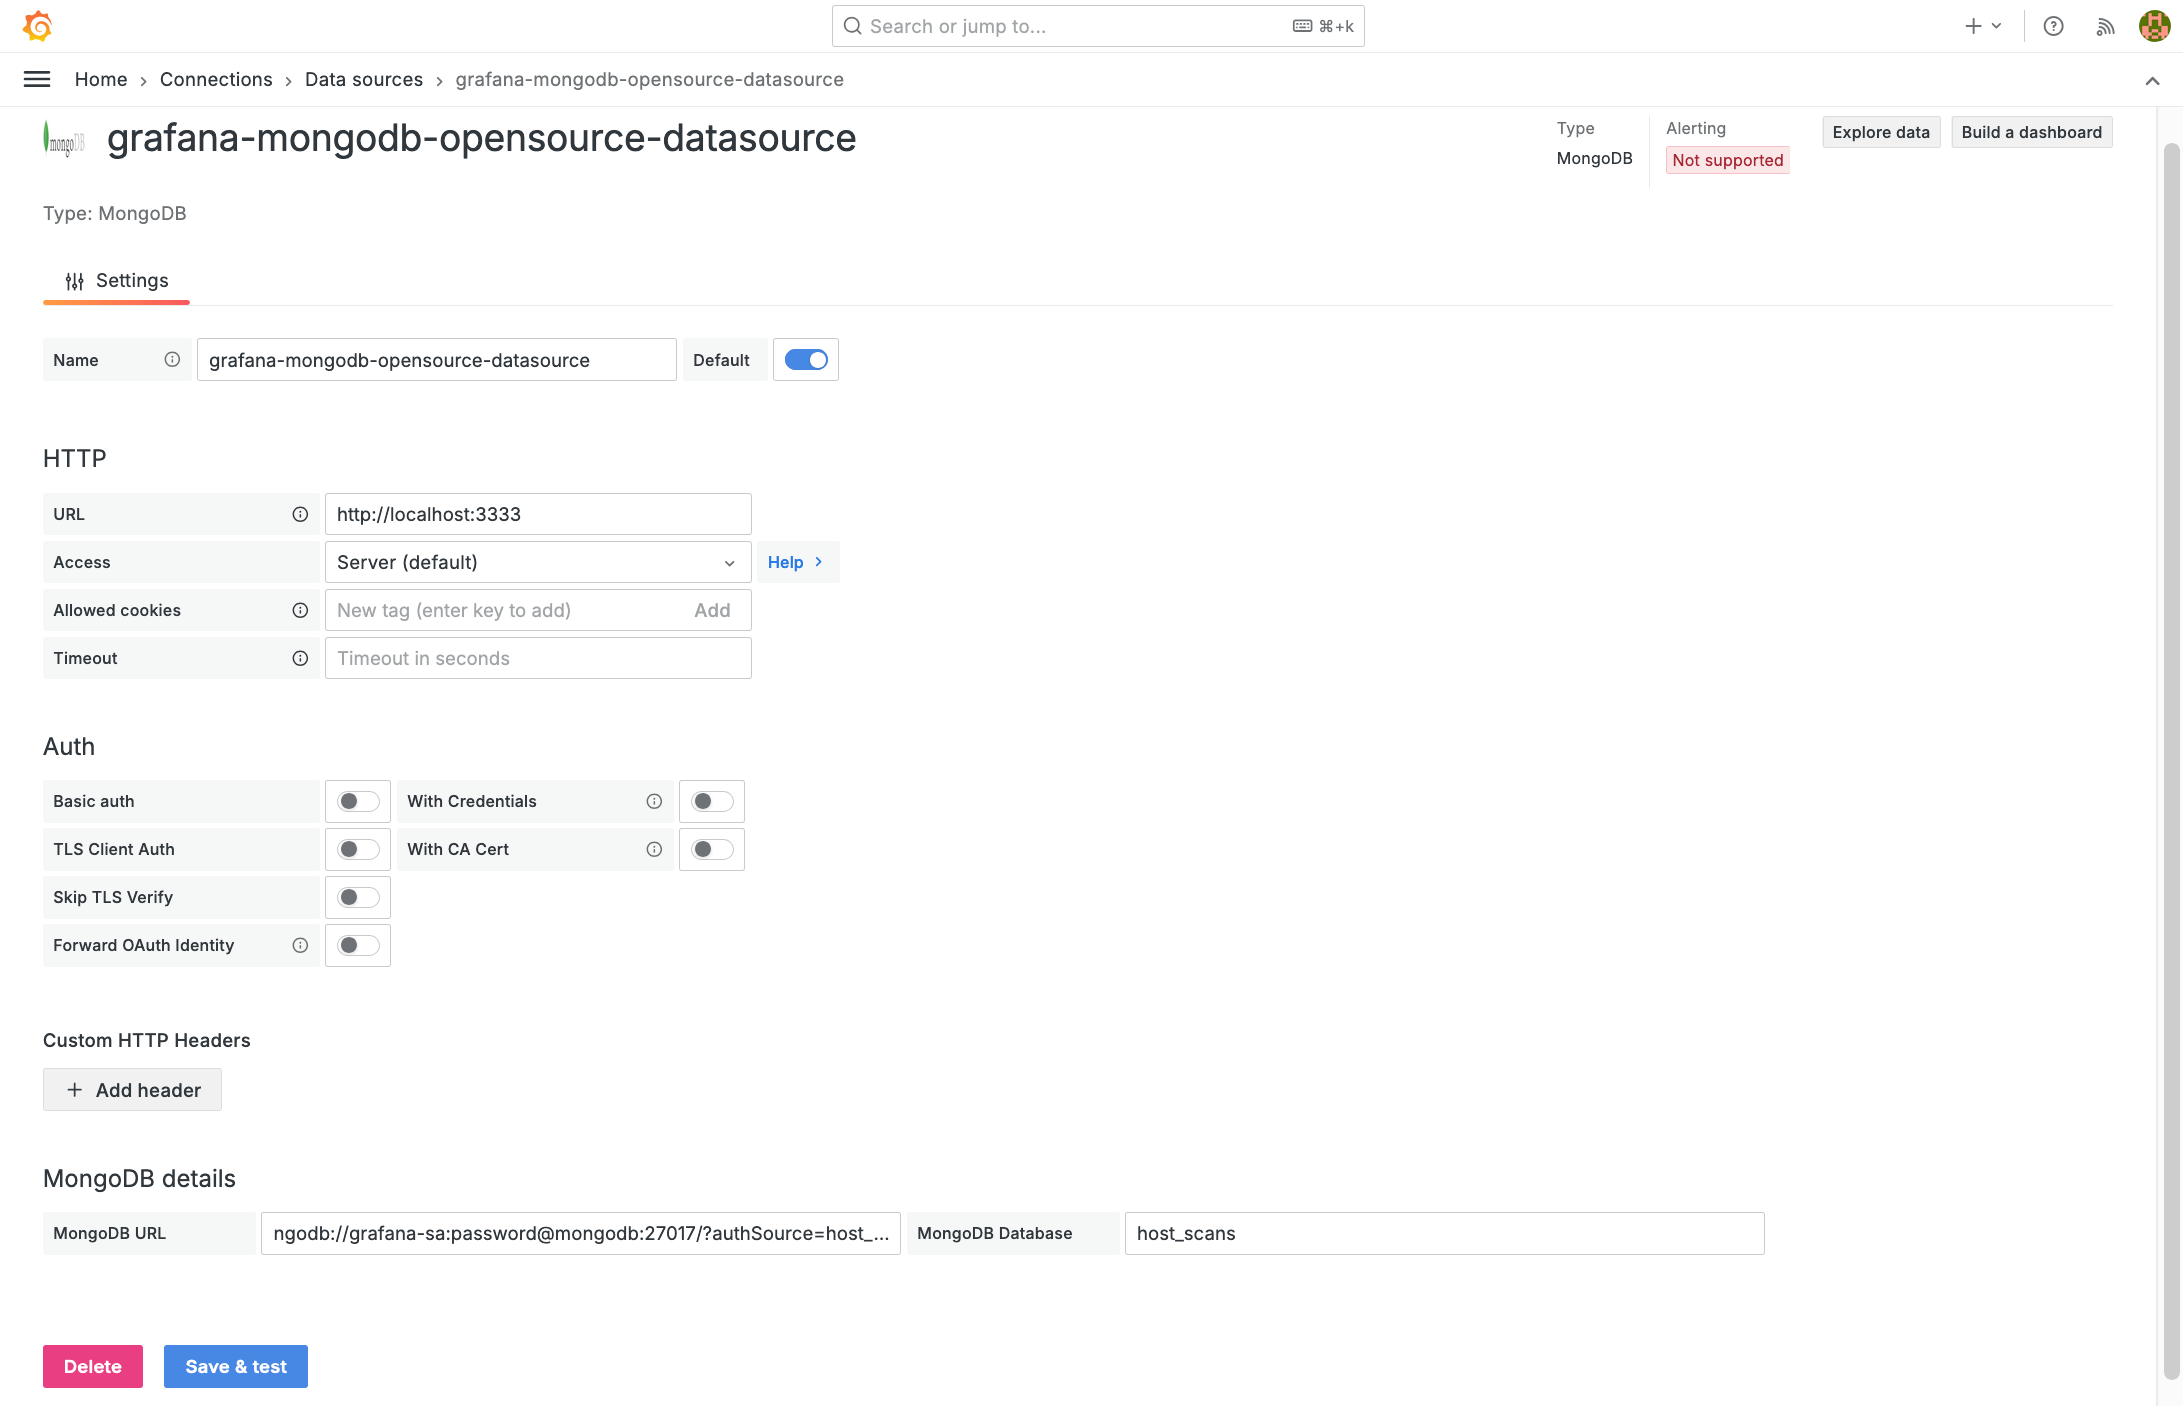 Search or jump to... ⌘+k
Home › Connections › Data sources › grafana-mongodb-opensource-datasource
mongoDB grafana-mongodb-opensource-datasource
Type
MongoDB
Alerting
Not supported
Explore data
Build a dashboard
Type: MongoDB
Settings
Name grafana-mongodb-opensource-datasource Default
HTTP
URL http://localhost:3333
Access Server (default) Help ›
Allowed cookies New tag (enter key to add) Add
Timeout Timeout in seconds
Auth
Basic auth With Credentials
TLS Client Auth With CA Cert
Skip TLS Verify
Forward OAuth Identity
Custom HTTP Headers
+ Add header
MongoDB details
MongoDB URL ngodb://grafana-sa:password@mongodb:27017/?authSource=host_... MongoDB Database host_scans
Delete Save & test